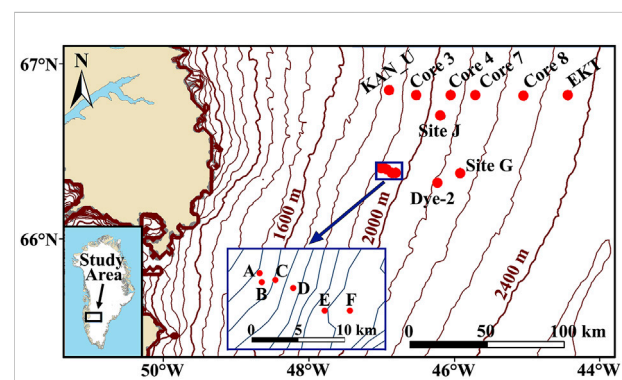 67°N
N
KAN_U
Core 3
Core 4
Core 7
Core 8
EKT
Site J
Site G
Dye-2
1600 m
2000 m
2400 m
66°N
Study
Area
A
C
B
D
E
F
0 5 10 km
0 50 100 km
50°W
48°W
46°W
44°W